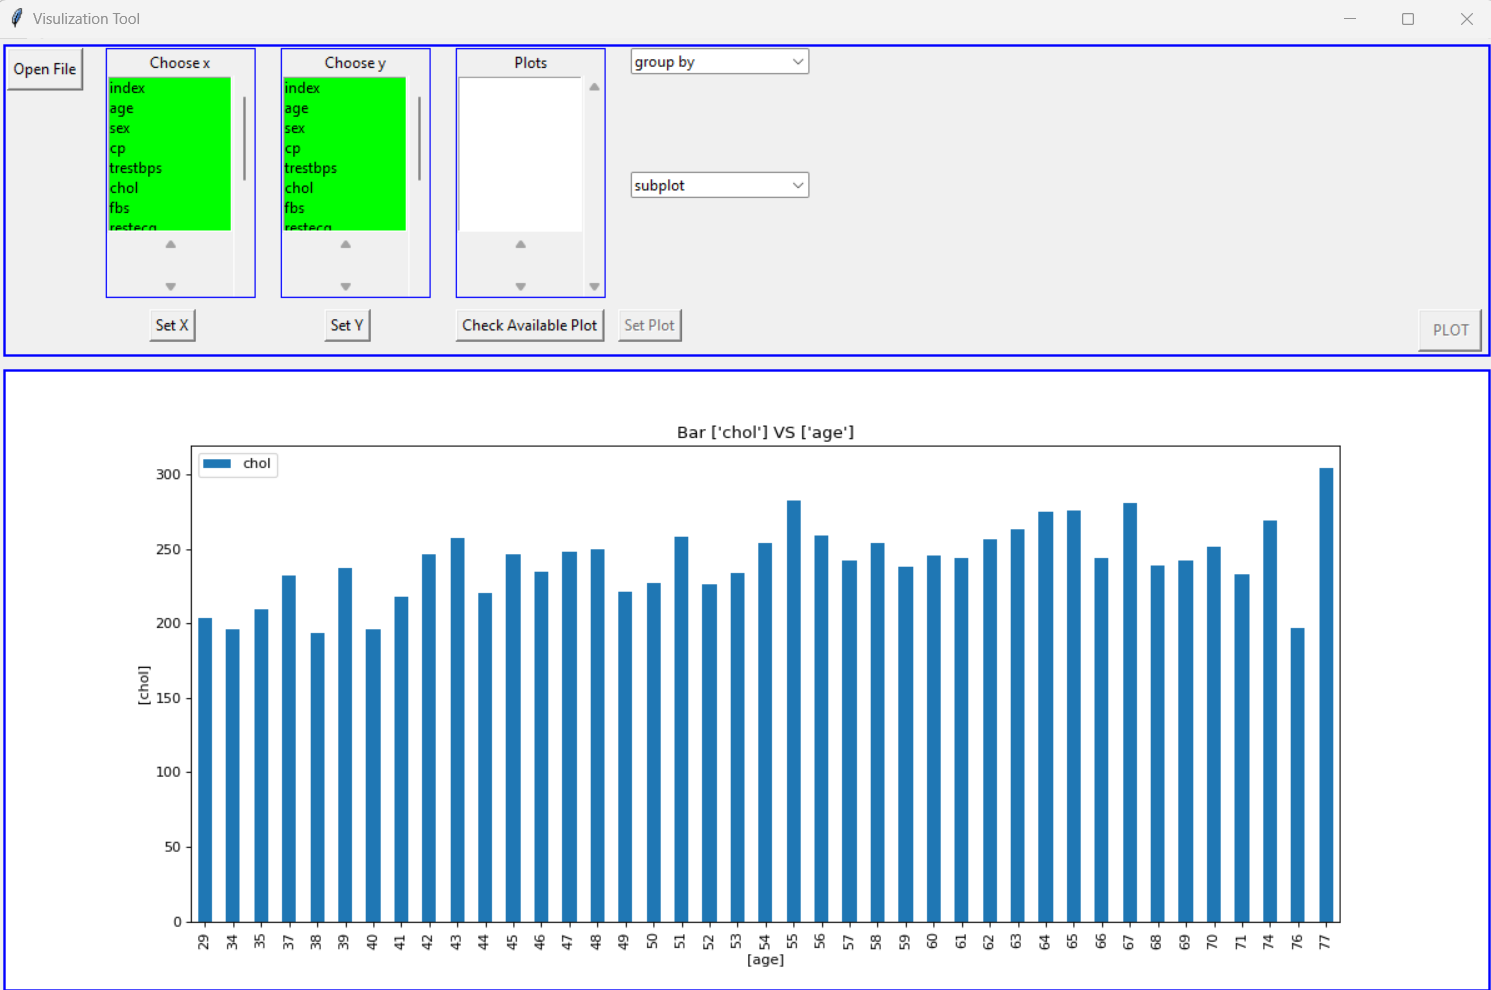 Visulization Tool
Open File
Choose x
index
age
sex
cp
trestbps
chol
fbs
restecg
Set X
Choose y
index
age
sex
cp
trestbps
chol
fbs
restecg
Set Y
Plots
Check Available Plot
group by
subplot
Set Plot
PLOT
Bar ['chol'] VS ['age']
chol
300
250
200
150
100
50
0
[chol]
29 34 35 37 38 39 40 41 42 43 44 45 46 47 48 49 50 51 52 53 54 55 56 57 58 59 60 61 62 63 64 65 66 67 68 69 70 71 74 76 77
[age]